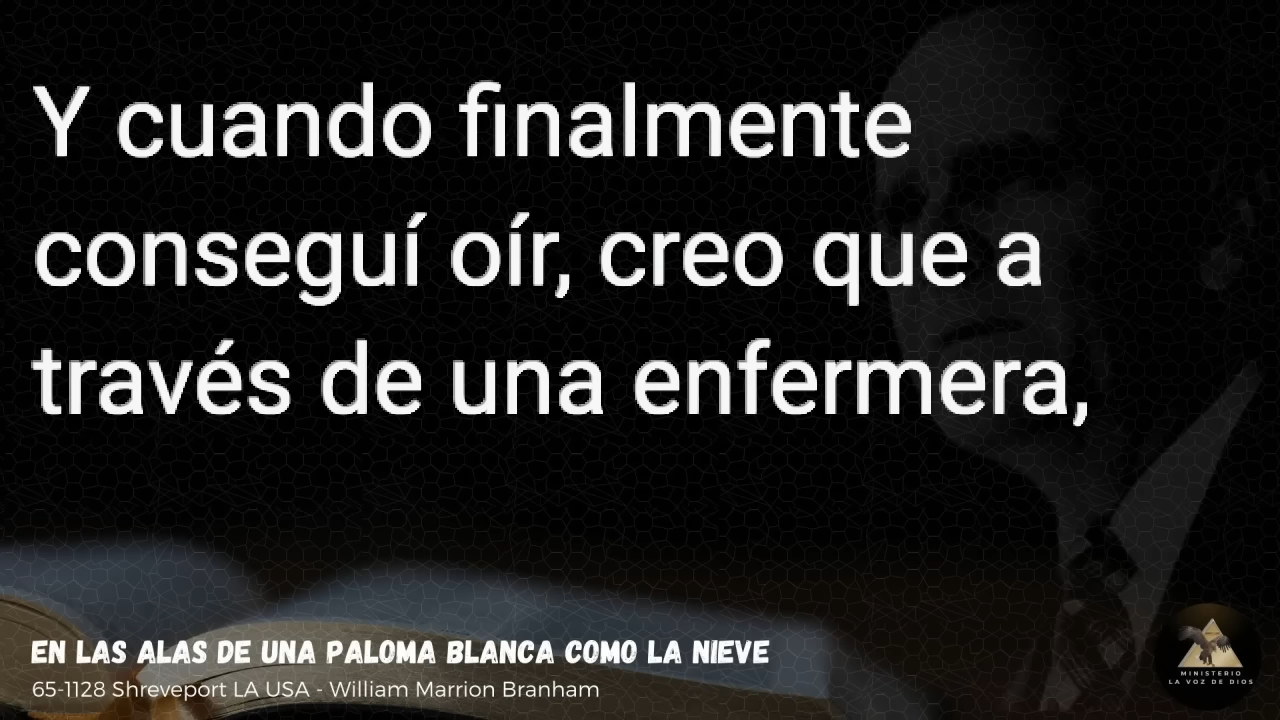 Y cuando finalmente
conseguí oír, creo que a
través de una enfermera,
EN LAS ALAS DE UNA PALOMA BLANCA COMO LA NIEVE
65-1128 Shreveport LA USA - William Marrion Branham
MINISTERIO
LA VOZ DE DIOS